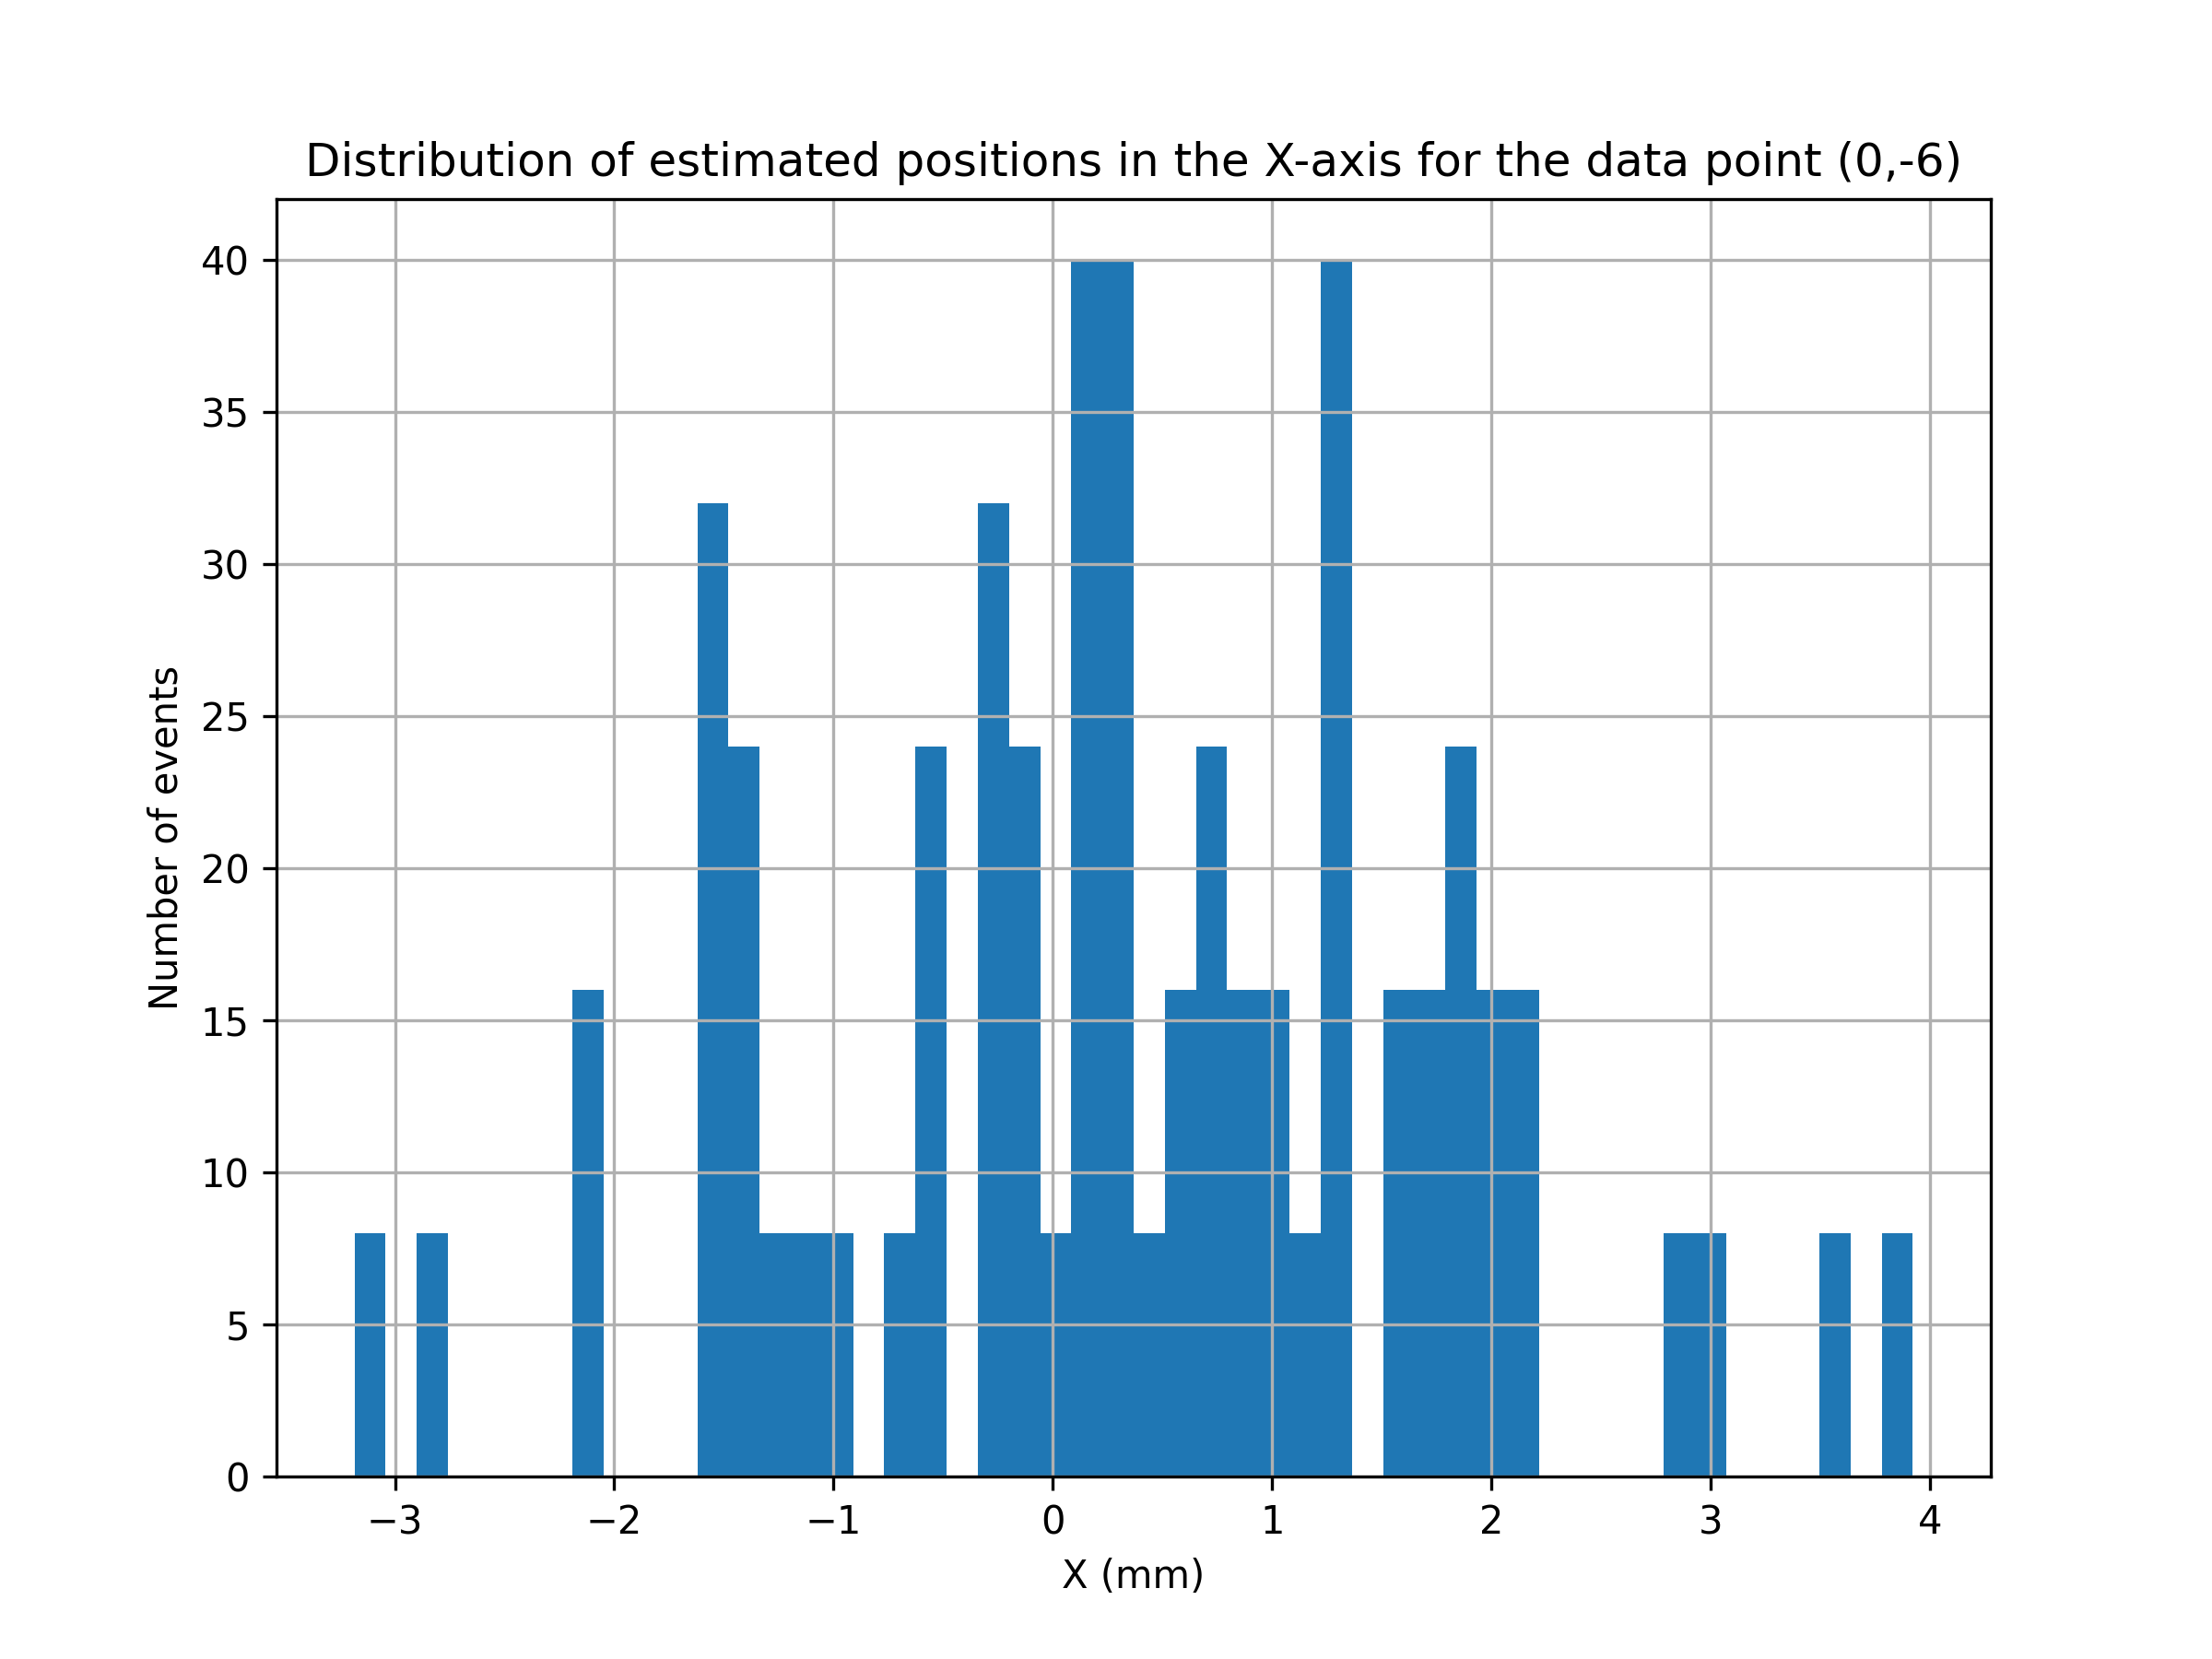 Distribution of estimated positions in the X-axis for the data point (0,-6)
40
35
30
25
20
15
10
5
0
Number of events
−3 −2 −1 0 1 2 3 4
X (mm)